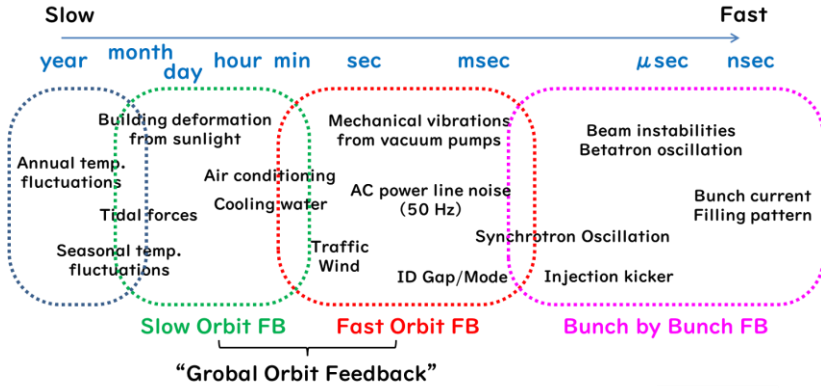 Slow
Fast
year
month
day
hour
min
sec
msec
μsec
nsec
Building deformation
from sunlight
Mechanical vibrations
from vacuum pumps
Beam instabilities
Betatron oscillation
Annual temp.
fluctuations
Air conditioning
Cooling water
AC power line noise
(50 Hz)
Bunch current
Filling pattern
Tidal forces
Seasonal temp.
fluctuations
Traffic
Wind
Synchrotron Oscillation
ID Gap/Mode
Injection kicker
Slow Orbit FB
Fast Orbit FB
Bunch by Bunch FB
“Grobal Orbit Feedback”